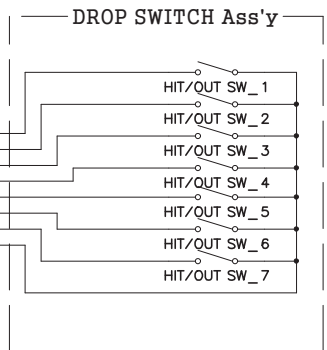 DROP SWITCH Ass'y
HIT/OUT SW_1
HIT/OUT SW_2
HIT/OUT SW_3
HIT/OUT SW_4
HIT/OUT SW_5
HIT/OUT SW_6
HIT/OUT SW_7